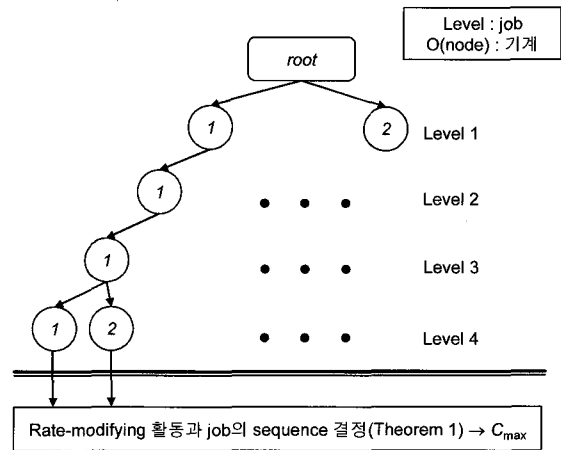 Level : job
O(node) : 기계
root
1
2
Level 1
1
Level 2
1
Level 3
1
2
Level 4
Rate-modifying 활동과 job의 sequence 결정(Theorem 1) → Cmax